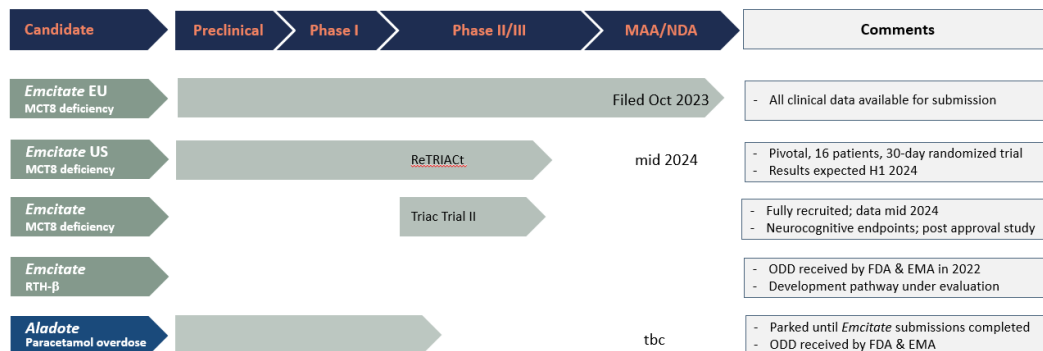 Candidate
Preclinical
Phase I
Phase II/III
MAA/NDA
Comments
Emcitate EU
MCT8 deficiency
Filed Oct 2023
- All clinical data available for submission
Emcitate US
MCT8 deficiency
ReTRIACt
mid 2024
- Pivotal, 16 patients, 30-day randomized trial
- Results expected H1 2024
Emcitate
MCT8 deficiency
Triac Trial II
- Fully recruited; data mid 2024
- Neurocognitive endpoints; post approval study
Emcitate
RTH-β
- ODD received by FDA & EMA in 2022
- Development pathway under evaluation
Aladote
Paracetamol overdose
tbc
- Parked until Emcitate submissions completed
- ODD received by FDA & EMA